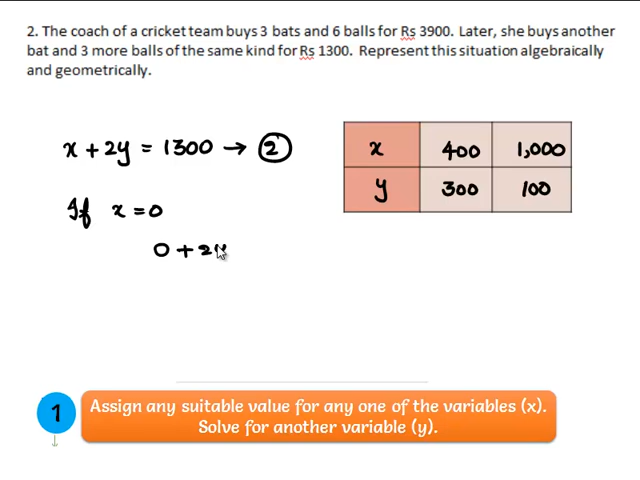 2. The coach of a cricket team buys 3 bats and 6 balls for Rs 3900. Later, she buys another
bat and 3 more balls of the same kind for Rs 1300. Represent this situation algebraically
and geometrically.
x + 2y = 1300 → 2
x 400 1,000
y 300 100
If x = 0
0 + 2y
1
Assign any suitable value for any one of the variables (x).
Solve for another variable (y).